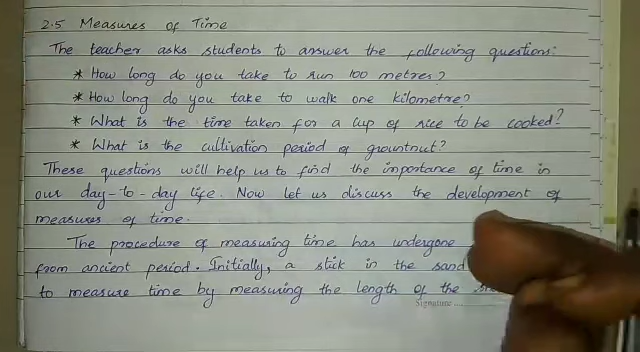 2.5 Measures of Time
The teacher asks students to answer the following questions:
* How long do you take to run 100 metres?
* How long do you take to walk one kilometre?
* What is the time taken for a cup of rice to be cooked?
* What is the cultivation period of grountnut?
These questions will help us to find the importance of time in
our day-to-day life. Now let us discuss the development of
measures of time.
The procedure of measuring time has undergone
from ancient period. Initially, a stick in the sand
to measure time by measuring the length of the
Signature